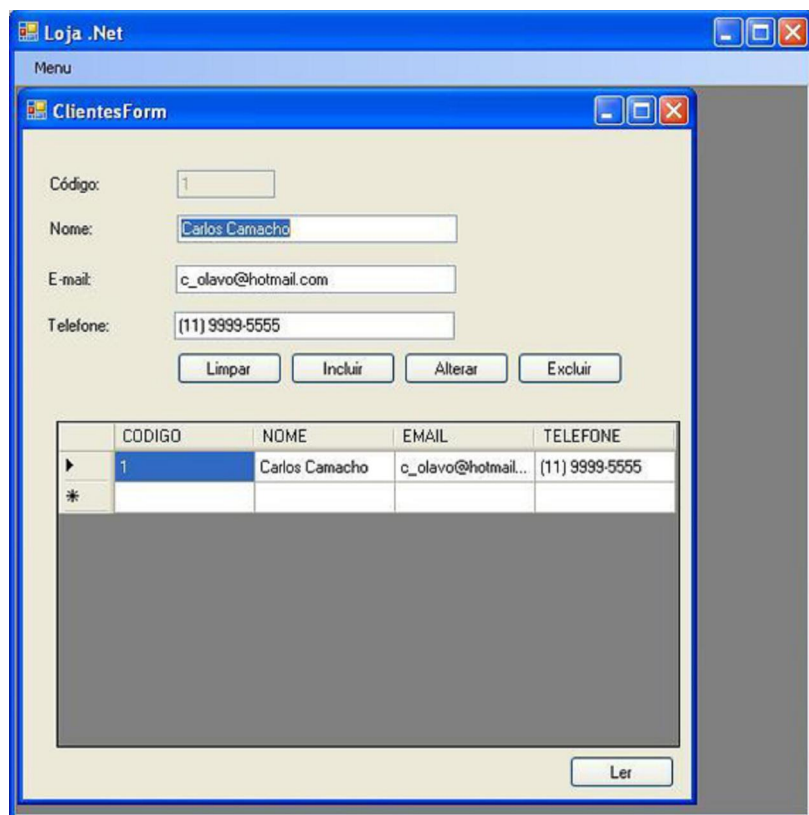 Loja .Net
Menu
ClientesForm
Código: 1
Nome: Carlos Camacho
E-mail: c_olavo@hotmail.com
Telefone: (11) 9999-5555
Limpar Incluir Alterar Excluir
CODIGO NOME EMAIL TELEFONE
1 Carlos Camacho c_olavo@hotmail... (11) 9999-5555
Ler